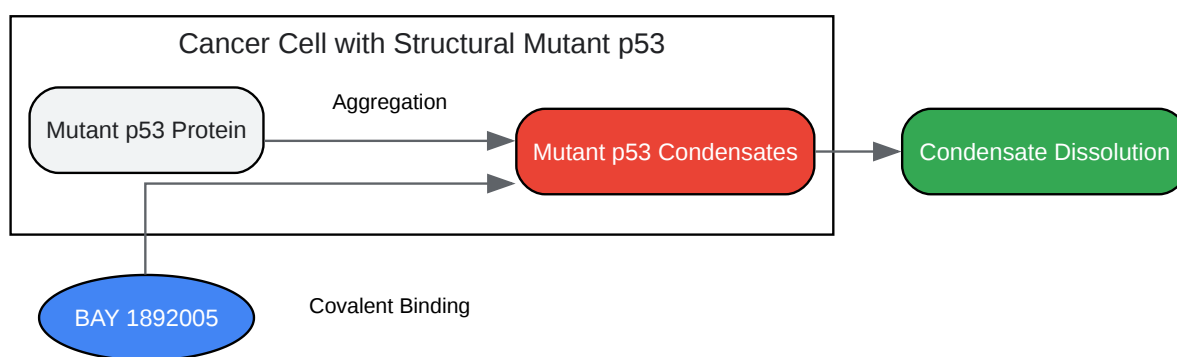 Cancer Cell with Structural Mutant p53
Aggregation
Mutant p53 Protein
Mutant p53 Condensates
Condensate Dissolution
BAY 1892005
Covalent Binding